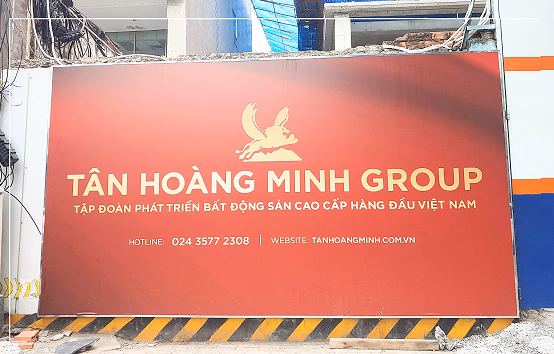 TÂN HOÀNG MINH GROUP
TẬP ĐOÀN PHÁT TRIỂN BẤT ĐỘNG SẢN CAO CẤP HÀNG ĐẦU VIỆT NAM
HOTLINE: 024 3577 2308 | WEBSITE: TANHOANGMINH.COM.VN